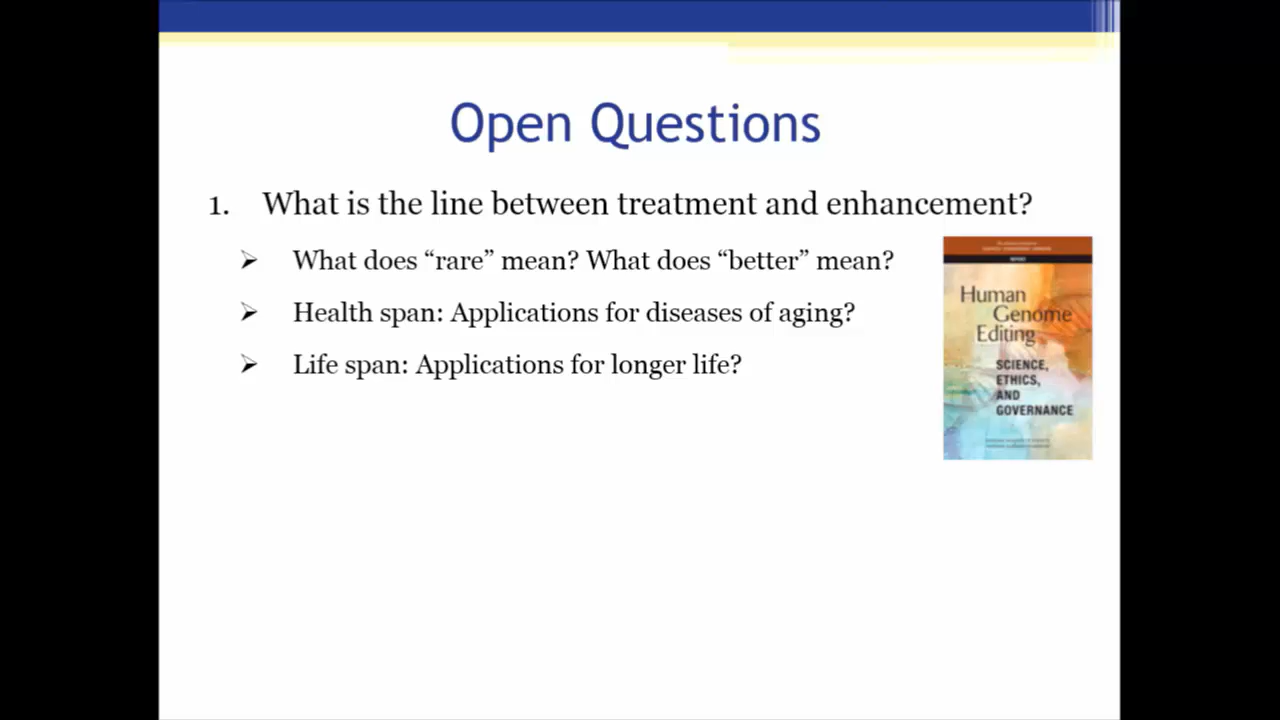 Open Questions
1. What is the line between treatment and enhancement?
➢ What does “rare” mean? What does “better” mean?
➢ Health span: Applications for diseases of aging?
➢ Life span: Applications for longer life?
Human
Genome
Editing
SCIENCE,
ETHICS,
AND
GOVERNANCE